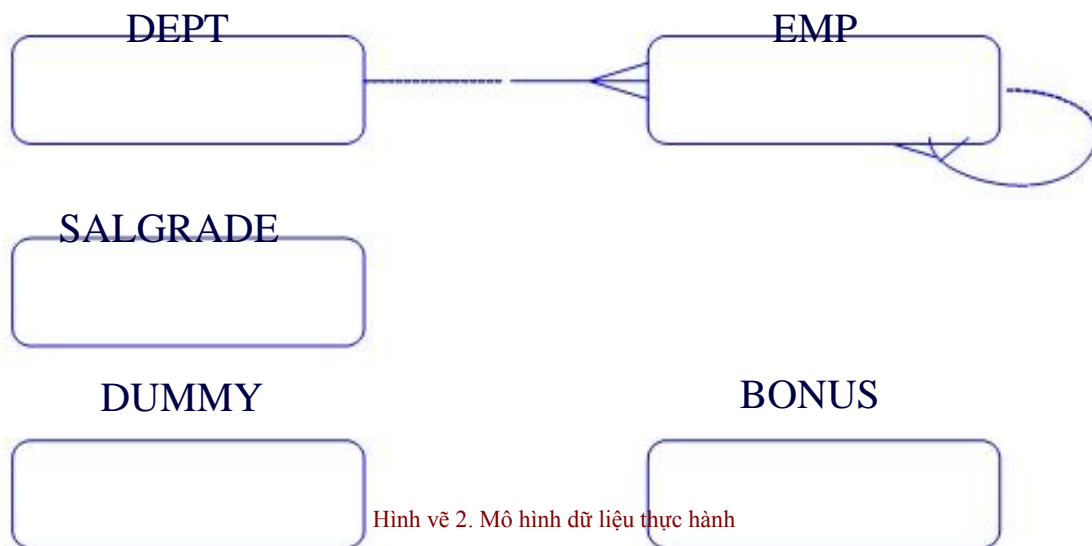 DEPT
EMP
SALGRADE
DUMMY
BONUS
Hình vẽ 2. Mô hình dữ liệu thực hành